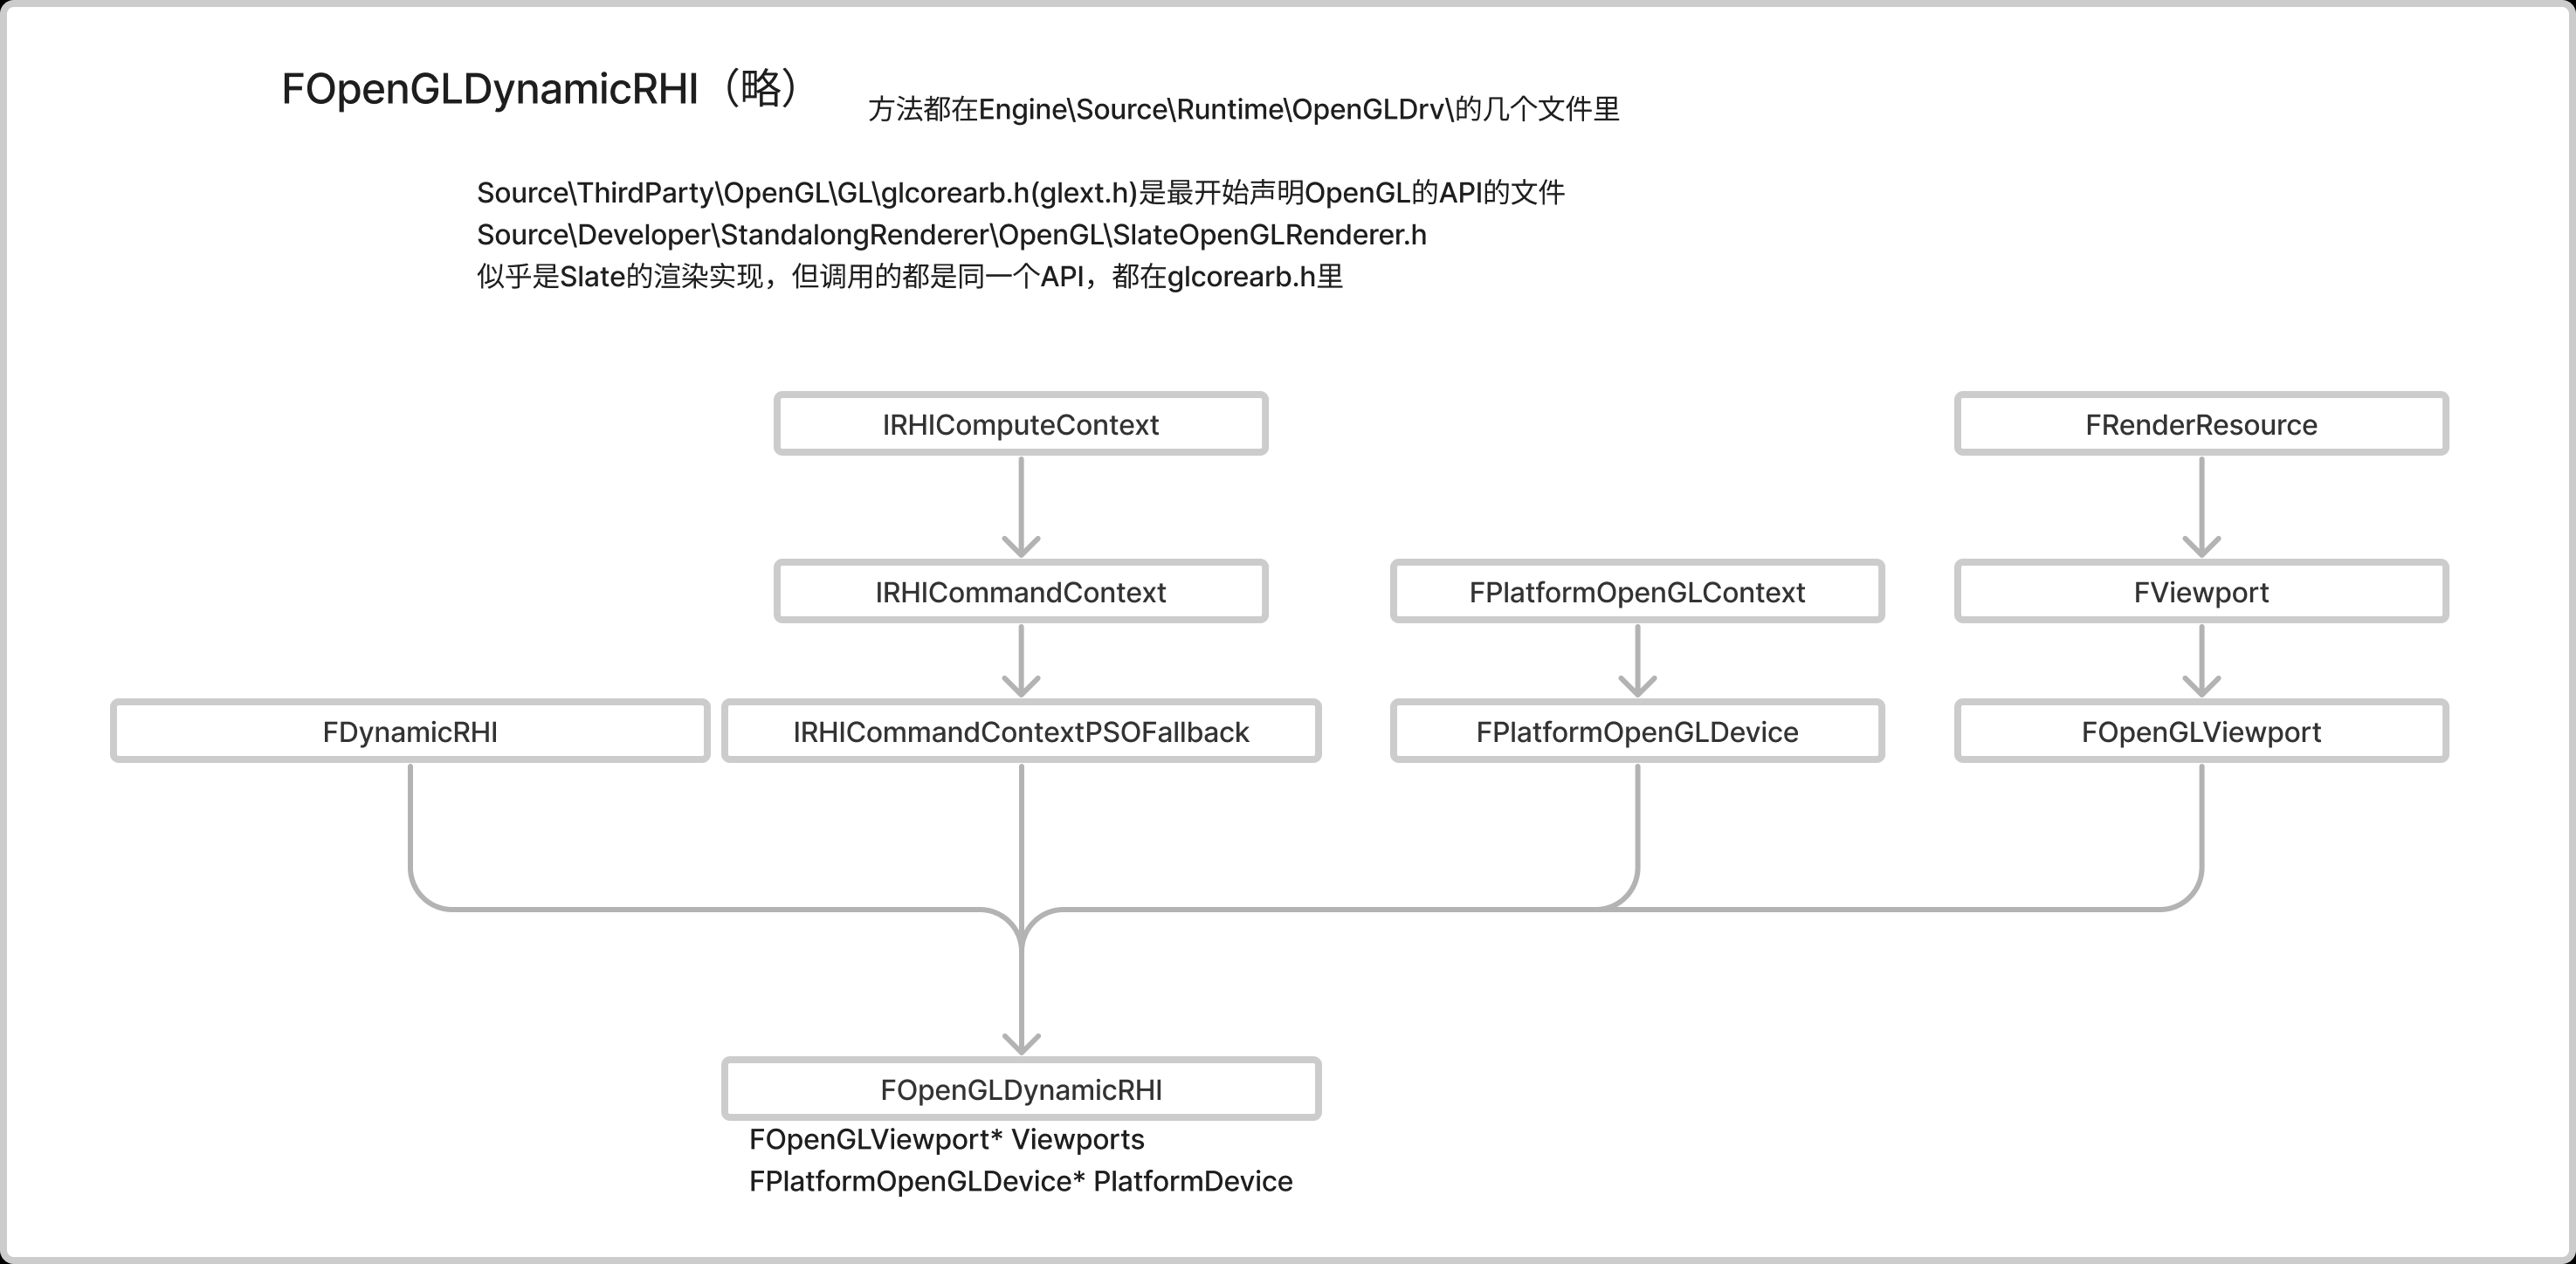 FOpenGLDynamicRHI（略）
方法都在Engine\Source\Runtime\OpenGLDrv\的几个文件里
Source\ThirdParty\OpenGL\GL\glcorearb.h(glext.h)是最开始声明OpenGL的API的文件
Source\Developer\StandalongRenderer\OpenGL\SlateOpenGLRenderer.h
似乎是Slate的渲染实现，但调用的都是同一个API，都在glcorearb.h里
IRHIComputeContext
FRenderResource
IRHICommandContext
FPlatformOpenGLContext
FViewport
FDynamicRHI
IRHICommandContextPSOFallback
FPlatformOpenGLDevice
FOpenGLViewport
FOpenGLDynamicRHI
FOpenGLViewport* Viewports
FPlatformOpenGLDevice* PlatformDevice